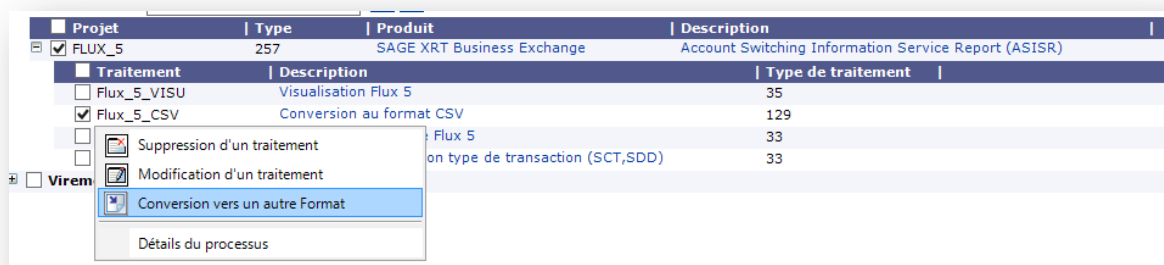 Projet | Type | Produit | Description |
FLUX_5 257 SAGE XRT Business Exchange Account Switching Information Service Report (ASISR)
Traitement | Description | Type de traitement |
Flux_5_VISU Visualisation Flux 5 35
Flux_5_CSV Conversion au format CSV 129
Flux 5 33
Suppression d'un traitement
on type de transaction (SCT,SDD) 33
Modification d'un traitement
Virem
Conversion vers un autre Format
Détails du processus